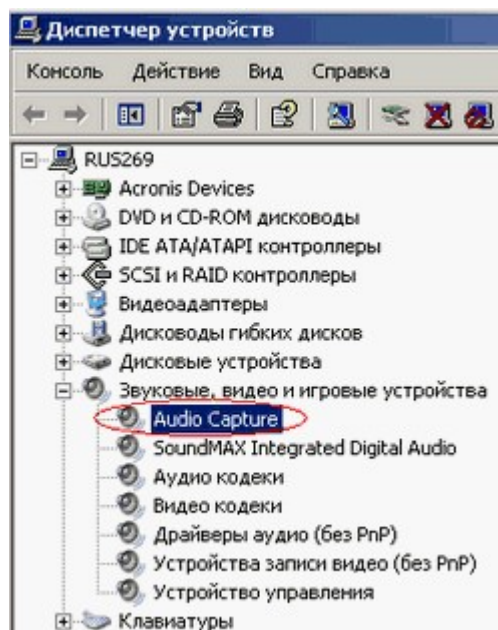 Диспетчер устройств
Консоль Действие Вид Справка
RUS269
Acronis Devices
DVD и CD-ROM дисководы
IDE ATA/ATAPI контроллеры
SCSI и RAID контроллеры
Видеоадаптеры
Дисководы гибких дисков
Дисковые устройства
Звуковые, видео и игровые устройства
Audio Capture
SoundMAX Integrated Digital Audio
Аудио кодеки
Видео кодеки
Драйверы аудио (без PnP)
Устройства записи видео (без PnP)
Устройство управления
Клавиатуры